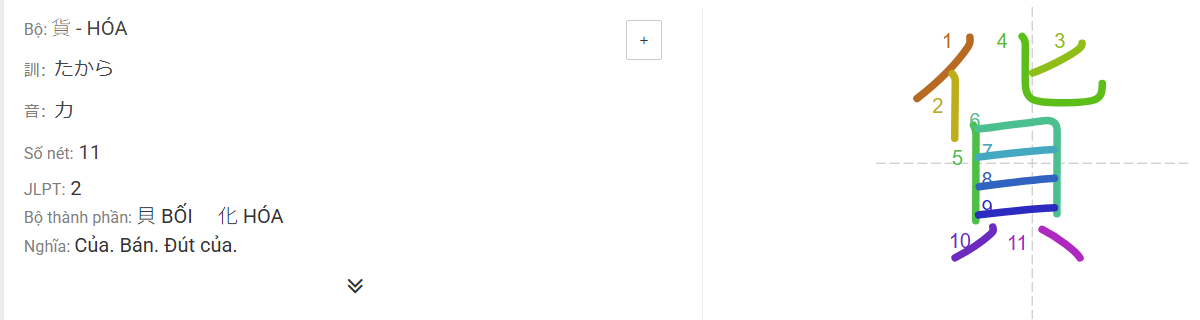 Bộ: 貨 - HÓA
+
訓: たから
音: カ
Số nét: 11
JLPT: 2
Bộ thành phần: 貝 BỐI 化 HÓA
Nghĩa: Của. Bán. Đút của.
貨
1 4 3
2
6
5 7
8
9
10 11